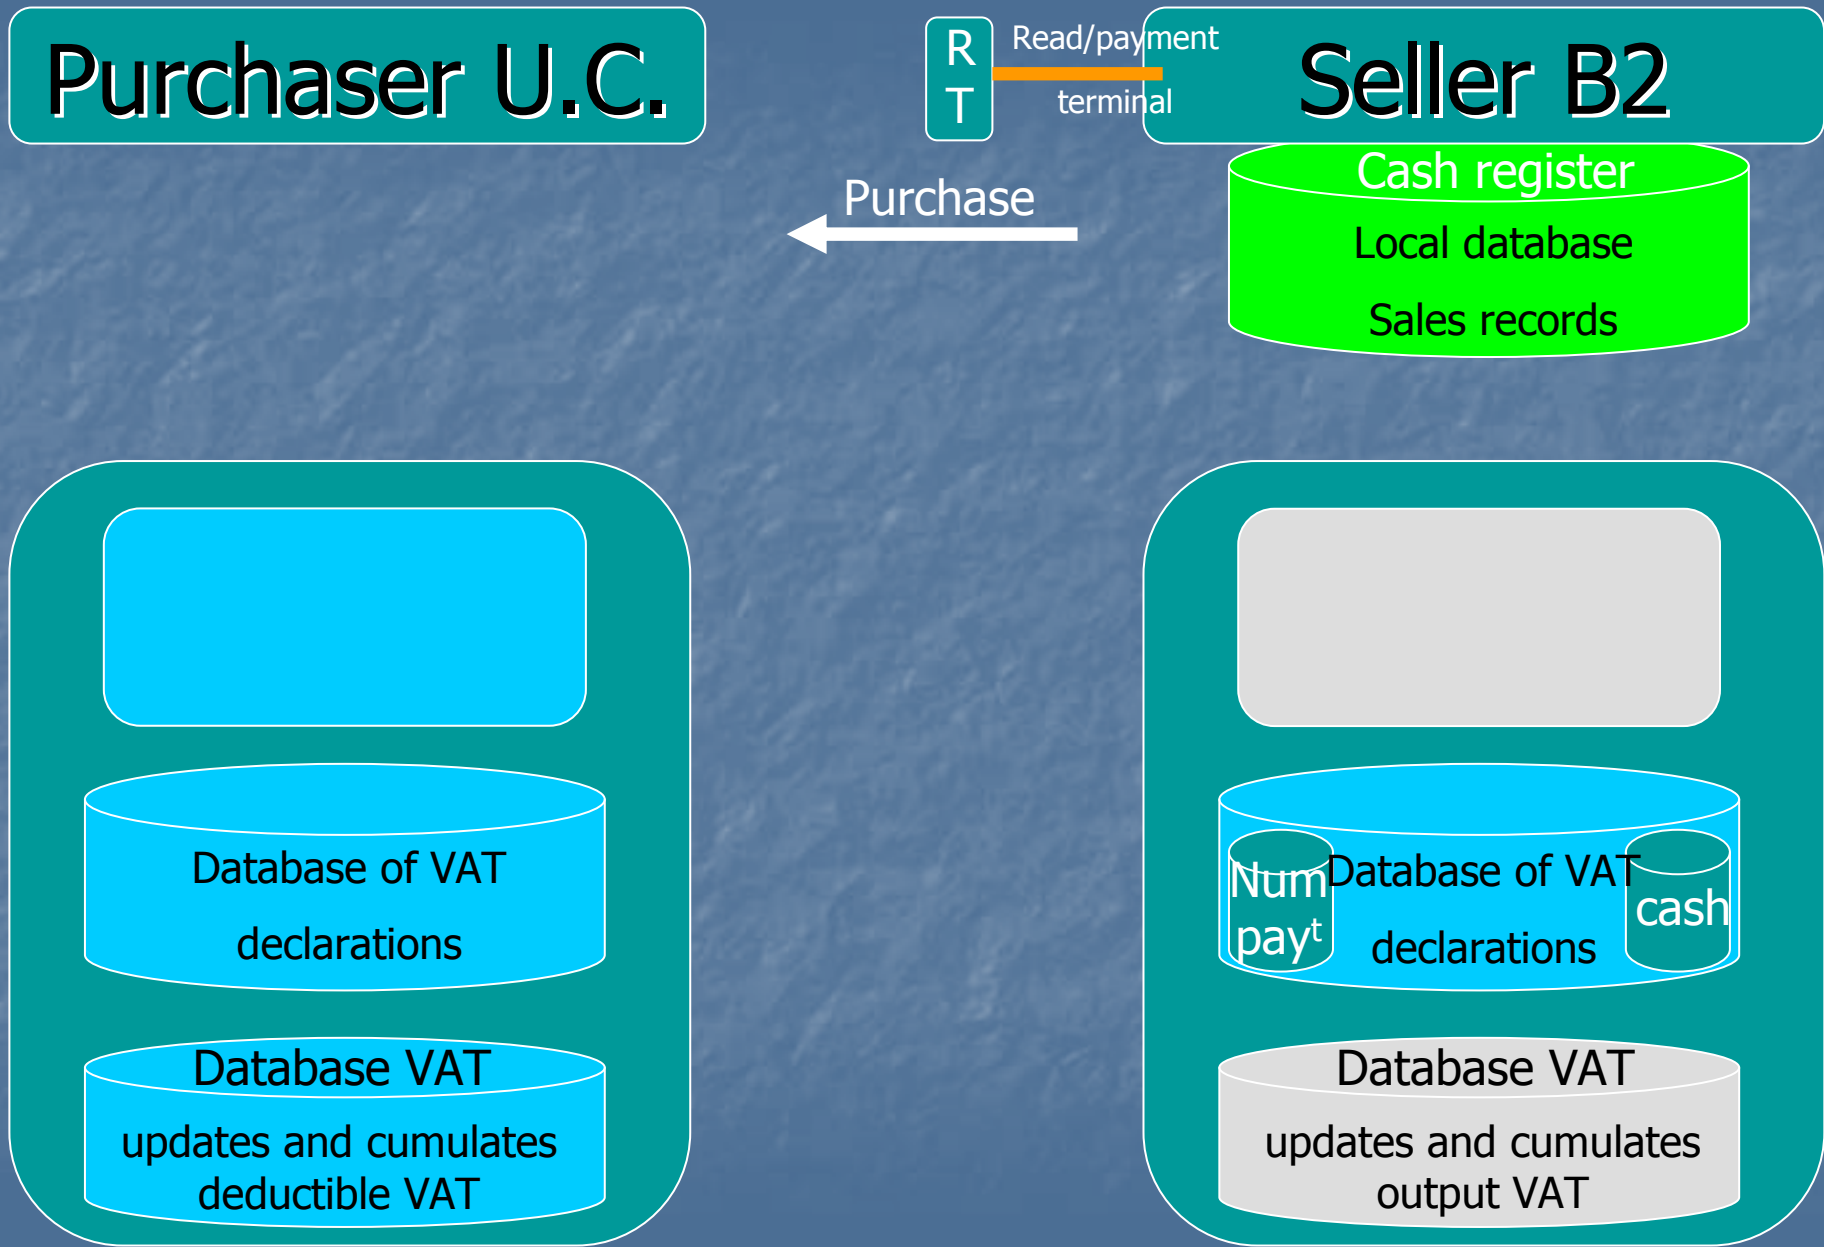 Purchaser U.C.
R
T
Read/payment
terminal
Seller B2
Cash register
Local database
Sales records
Purchase
Database of VAT
declarations
Database VAT
updates and cumulates
deductible VAT
Num
payᵗ
Database of VAT
declarations
cash
Database VAT
updates and cumulates
output VAT